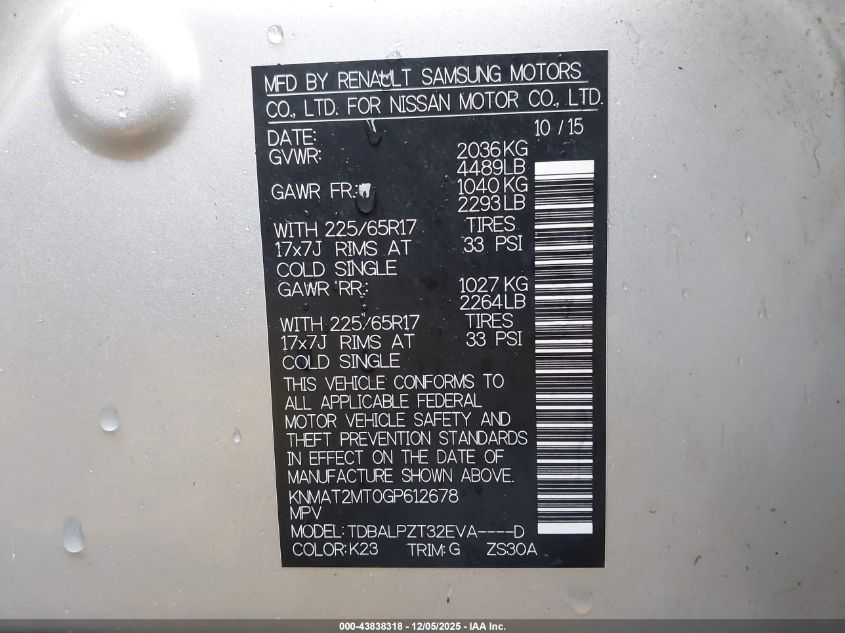 MFD BY RENAULT SAMSUNG MOTORS
CO., LTD. FOR NISSAN MOTOR CO., LTD.
DATE: 10 / 15
GVWR: 2036KG
4489LB
GAWR FR: 1040KG
2293LB
WITH 225/65R17 TIRES
17x7J RIMS AT 33 PSI
COLD SINGLE
GAWR RR: 1027KG
2264LB
WITH 225/65R17 TIRES
17x7J RIMS AT 33 PSI
COLD SINGLE
THIS VEHICLE CONFORMS TO
ALL APPLICABLE FEDERAL
MOTOR VEHICLE SAFETY AND
THEFT PREVENTION STANDARDS
IN EFFECT ON THE DATE OF
MANUFACTURE SHOWN ABOVE.
KNMAT2MT0GP612678
MPV
MODEL: TDBALPZT32EVA----D
COLOR: K23 TRIM: G ZS30A
000-43838318 - 12/05/2025 - IAA Inc.